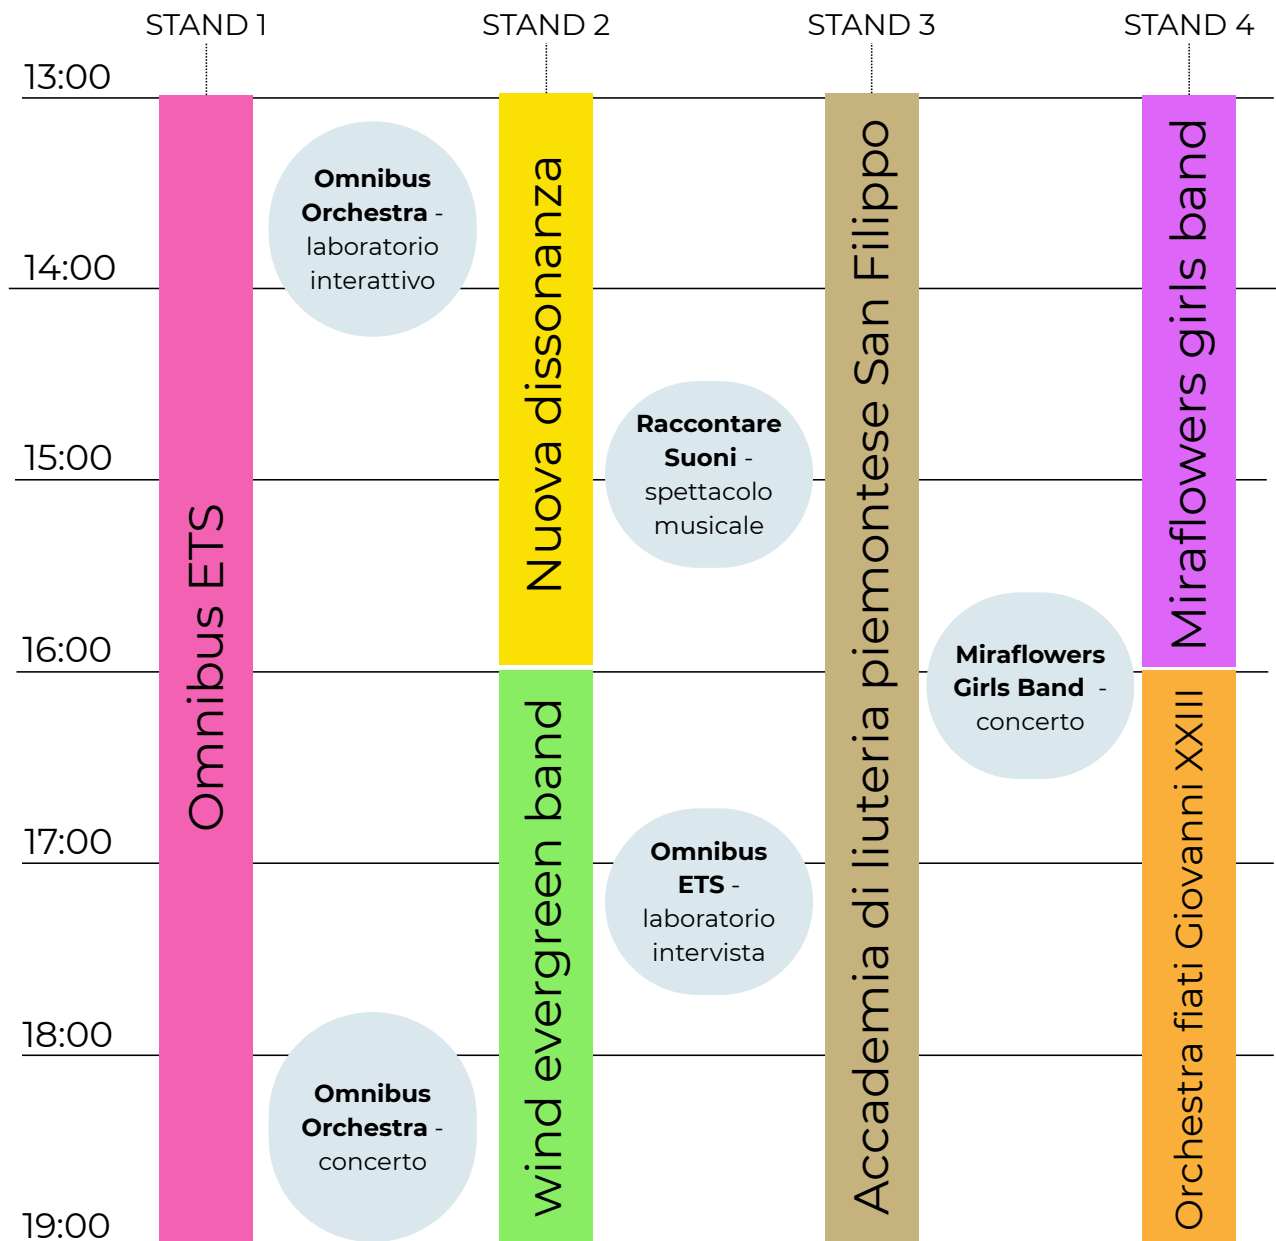 STAND 1
STAND 2
STAND 3
STAND 4
13:00
14:00
15:00
16:00
17:00
18:00
19:00
Omnibus ETS
Omnibus
Orchestra -
laboratorio
interattivo
Omnibus
Orchestra -
concerto
Nuova dissonanza
wind evergreen band
Raccontare
Suoni -
spettacolo
musicale
Omnibus
ETS -
laboratorio
intervista
Accademia di liuteria piemontese San Filippo
Miraflowers
Girls Band -
concerto
Miraflowers girls band
Orchestra fiati Giovanni XXIII